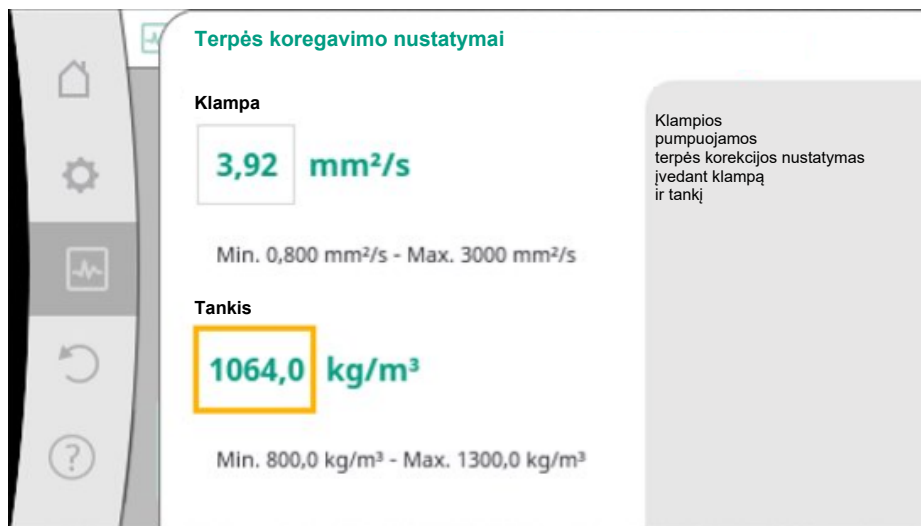 Terpės koregavimo nustatymai
Klampa
3,92 mm²/s
Min. 0,800 mm²/s - Max. 3000 mm²/s
Tankis
1064,0 kg/m³
Min. 800,0 kg/m³ - Max. 1300,0 kg/m³
Klampios
pumpuojamos
terpės korekcijos nustatymas
įvedant klampą
ir tankį
?